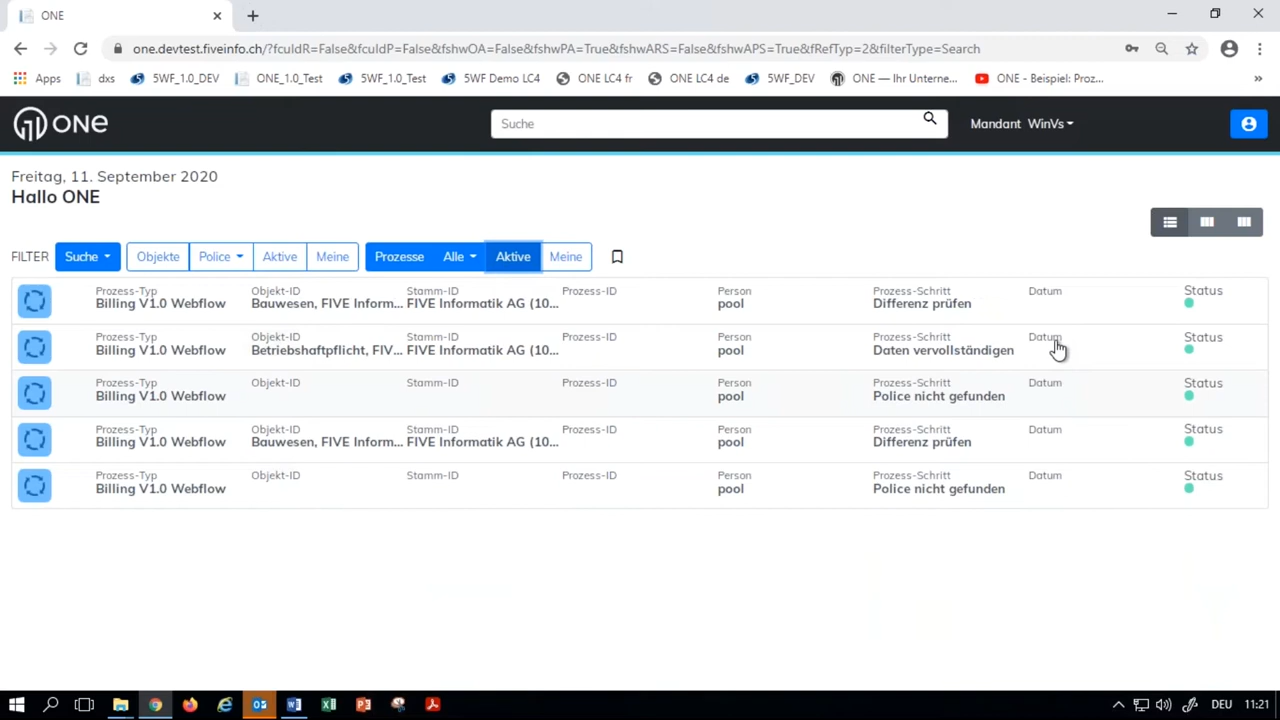 ONE
one.devtest.fiveinfo.ch/?fculdR=False&fculdP=False&fshwOA=False&fshwPA=True&fshwARS=False&fshwAPS=True&fRefTyp=2&filterType=Search
Apps dxs 5WF_1.0_DEV ONE_1.0_Test 5WF_1.0_Test 5WF Demo LC4 ONE LC4 fr ONE LC4 de 5WF_DEV ONE — Ihr Unterne... ONE - Beispiel: Proz... »
ONE Suche Mandant WinVs
Freitag, 11. September 2020
Hallo ONE
FILTER Suche Objekte Police Aktive Meine Prozesse Alle Aktive Meine
Prozess-Typ Objekt-ID Stamm-ID Prozess-ID Person Prozess-Schritt Datum Status
Billing V1.0 Webflow Bauwesen, FIVE Inform... FIVE Informatik AG (10... pool Differenz prüfen
Prozess-Typ Objekt-ID Stamm-ID Prozess-ID Person Prozess-Schritt Datum Status
Billing V1.0 Webflow Betriebshaftpflicht, FIV... FIVE Informatik AG (10... pool Daten vervollständigen
Prozess-Typ Objekt-ID Stamm-ID Prozess-ID Person Prozess-Schritt Datum Status
Billing V1.0 Webflow pool Police nicht gefunden
Prozess-Typ Objekt-ID Stamm-ID Prozess-ID Person Prozess-Schritt Datum Status
Billing V1.0 Webflow Bauwesen, FIVE Inform... FIVE Informatik AG (10... pool Differenz prüfen
Prozess-Typ Objekt-ID Stamm-ID Prozess-ID Person Prozess-Schritt Datum Status
Billing V1.0 Webflow pool Police nicht gefunden
DEU 11:21